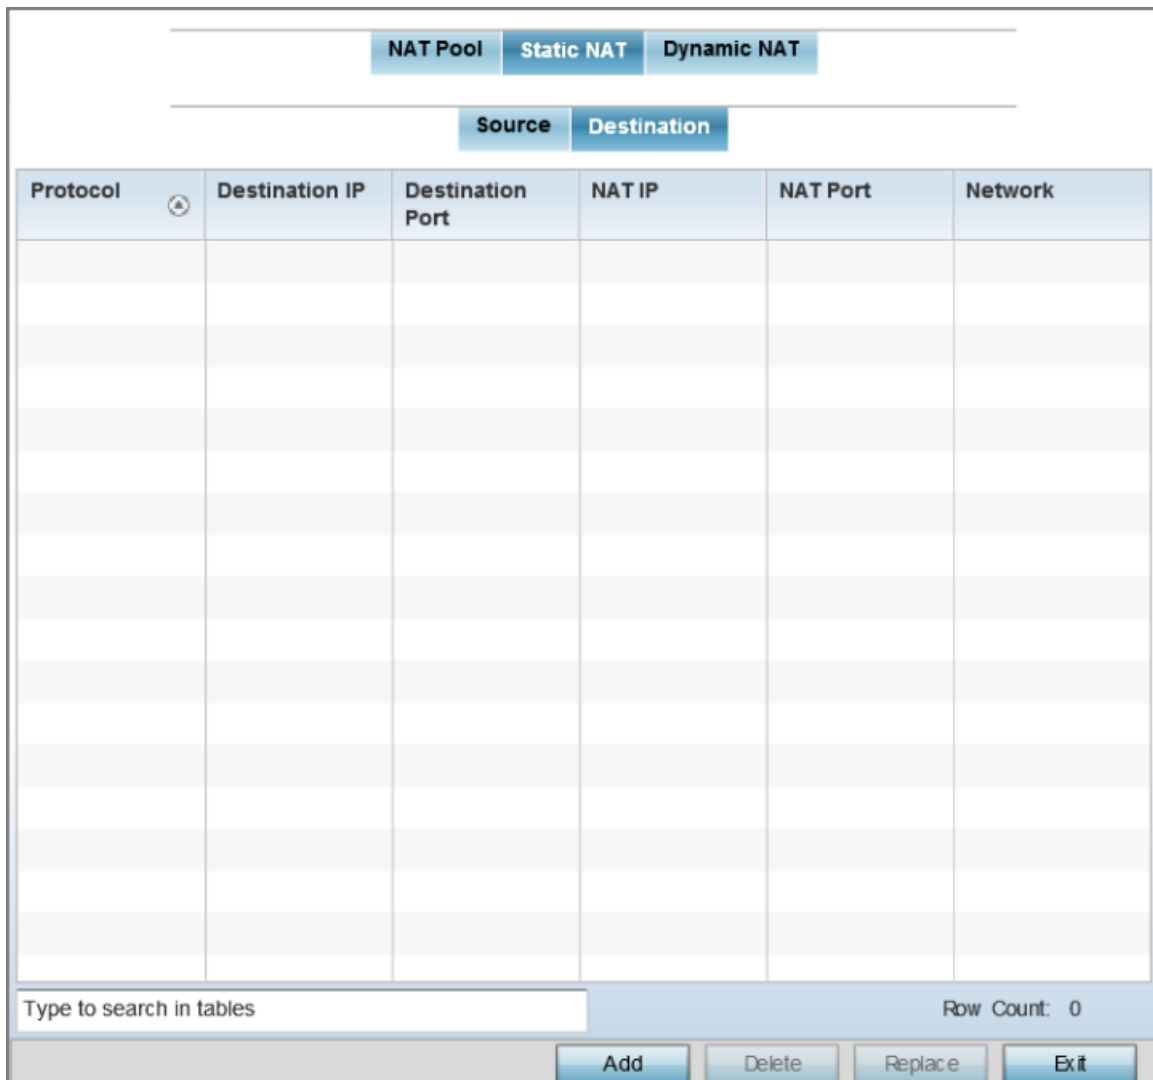 NAT Pool Static NAT Dynamic NAT
Source Destination
Protocol Destination IP Destination Port NAT IP NAT Port Network
Type to search in tables Row Count: 0
Add Delete Replace Exit